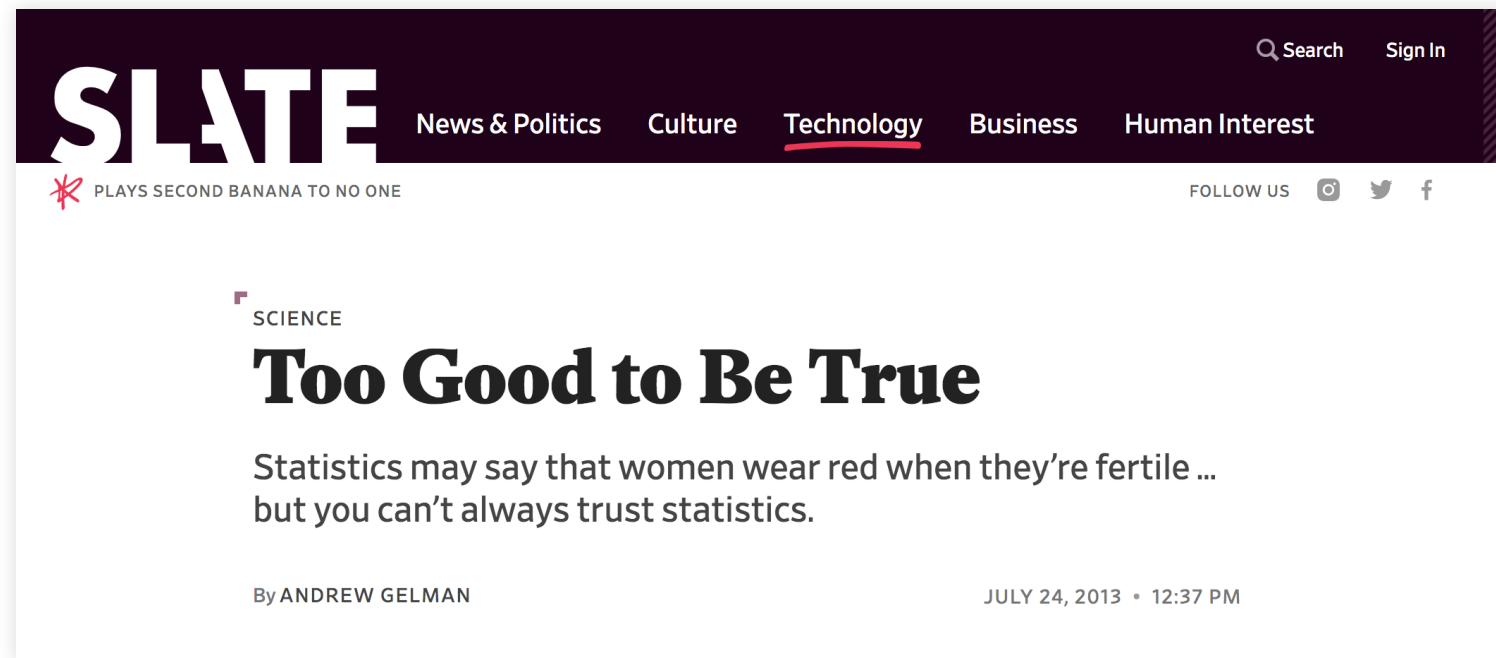 Search Sign In
SLATE
News & Politics Culture Technology Business Human Interest
PLAYS SECOND BANANA TO NO ONE
FOLLOW US
SCIENCE
Too Good to Be True
Statistics may say that women wear red when they’re fertile …
but you can’t always trust statistics.
By ANDREW GELMAN
JULY 24, 2013 • 12:37 PM